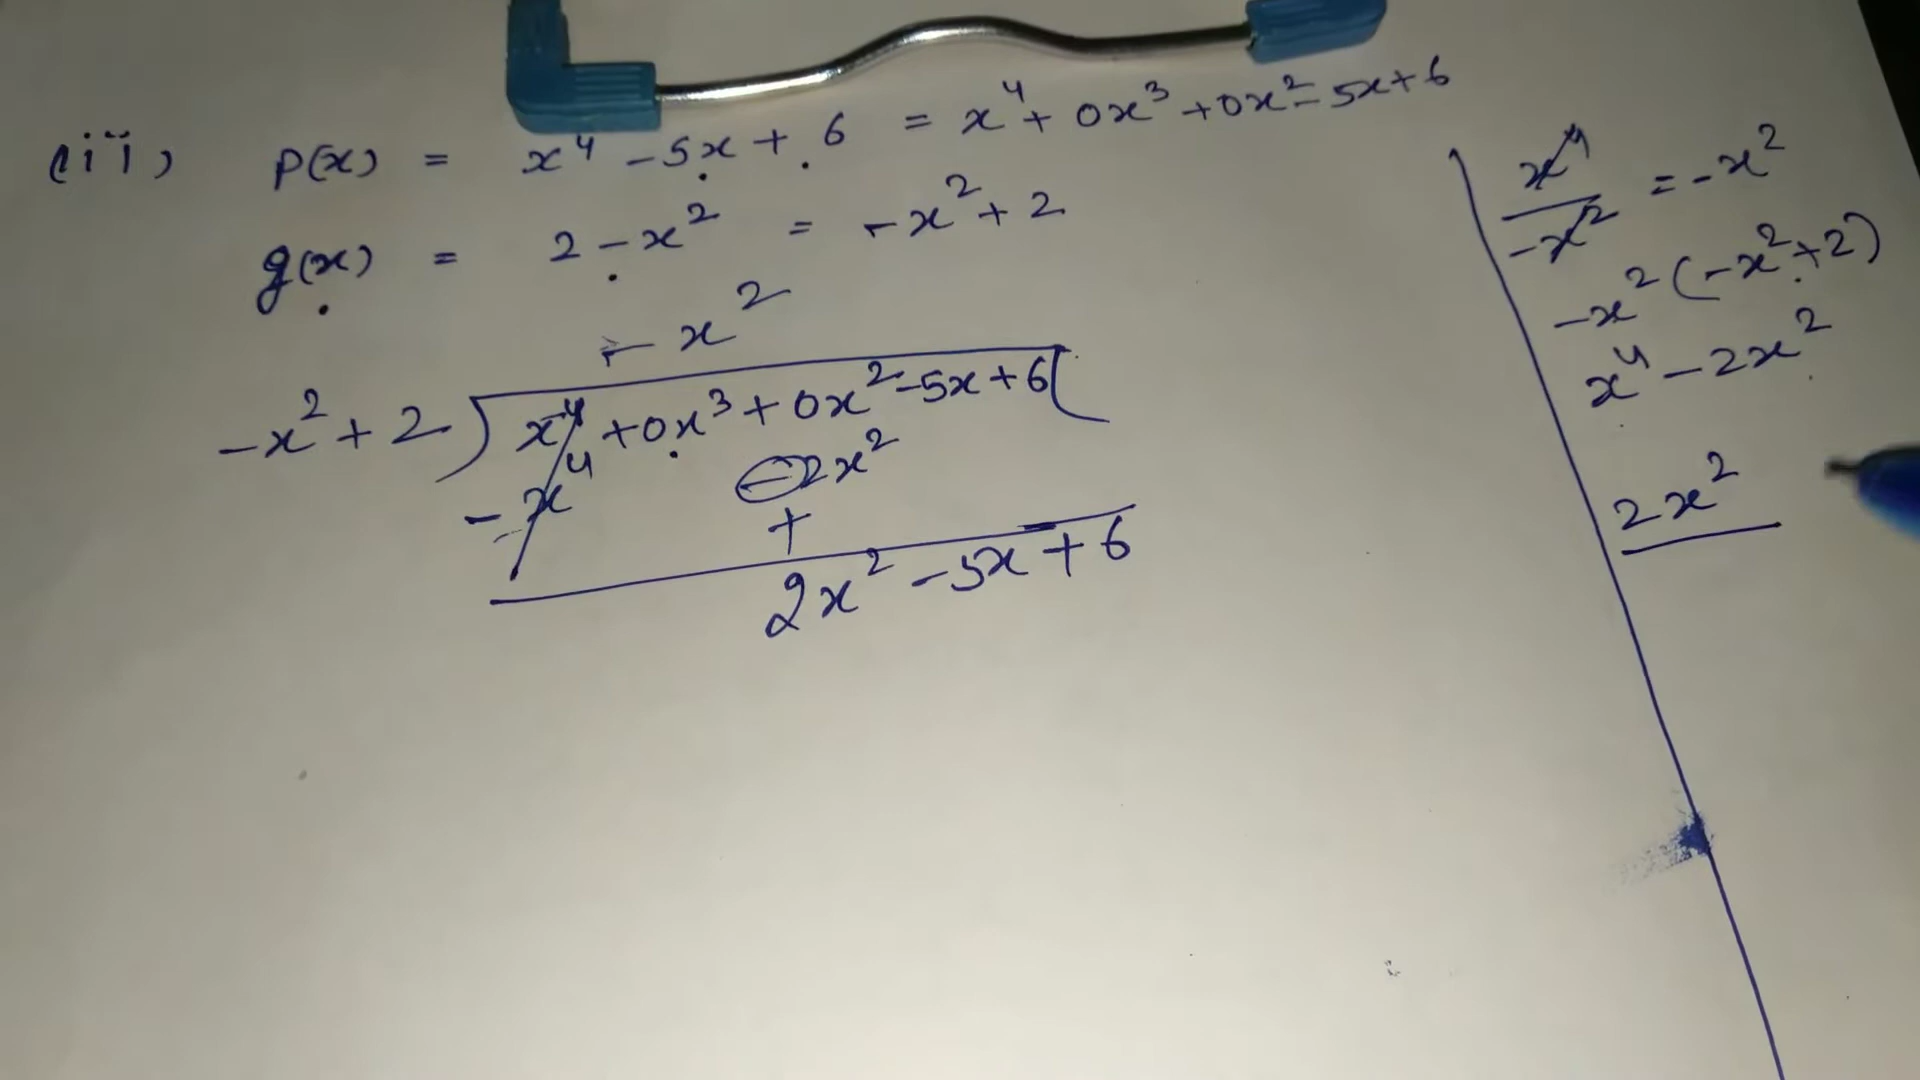 (iii) p(x) = x⁴ - 5x + 6 = x⁴ + 0x³ + 0x² - 5x + 6
g(x) = 2 - x² = -x² + 2
-x²
-x² + 2 ) x⁴ + 0x³ + 0x² - 5x + 6 (
- x⁴ - 2x²
+
2x² - 5x + 6
x⁴ / -x² = -x²
-x² (-x² + 2)
x⁴ - 2x²
2x²